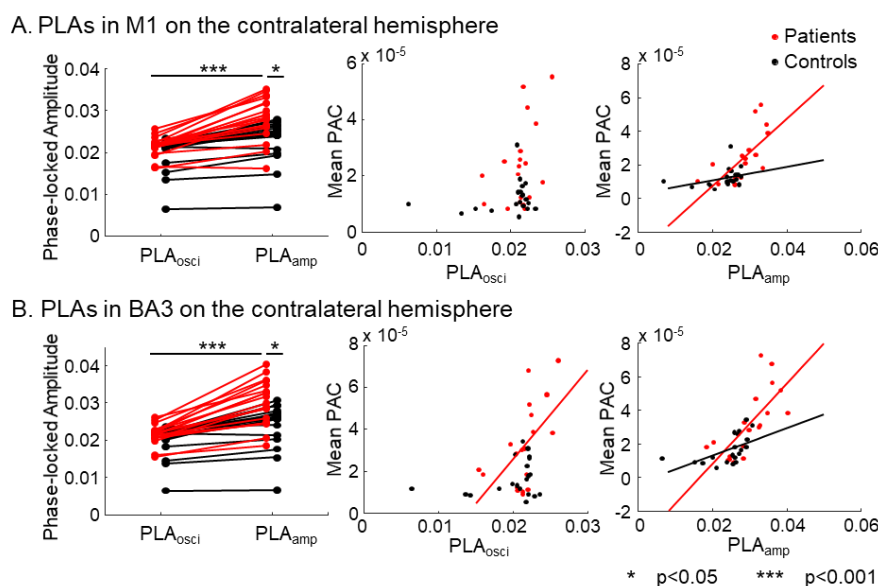 A. PLAs in M1 on the contralateral hemisphere
Patients
Controls
Phase-locked Amplitude
0.04
0.03
0.02
0.01
0
PLAosci
PLAamp
***
*
x 10-5
Mean PAC
6
4
2
0
0
0.01
0.02
0.03
PLAosci
x 10-5
Mean PAC
6
4
2
0
-2
0
0.02
0.04
0.06
PLAamp
B. PLAs in BA3 on the contralateral hemisphere
Phase-locked Amplitude
0.04
0.03
0.02
0.01
0
PLAosci
PLAamp
***
*
x 10-5
Mean PAC
8
6
4
2
0
0
0.01
0.02
0.03
PLAosci
x 10-5
Mean PAC
8
6
4
2
0
-2
0
0.02
0.04
0.06
PLAamp
* p<0.05 *** p<0.001